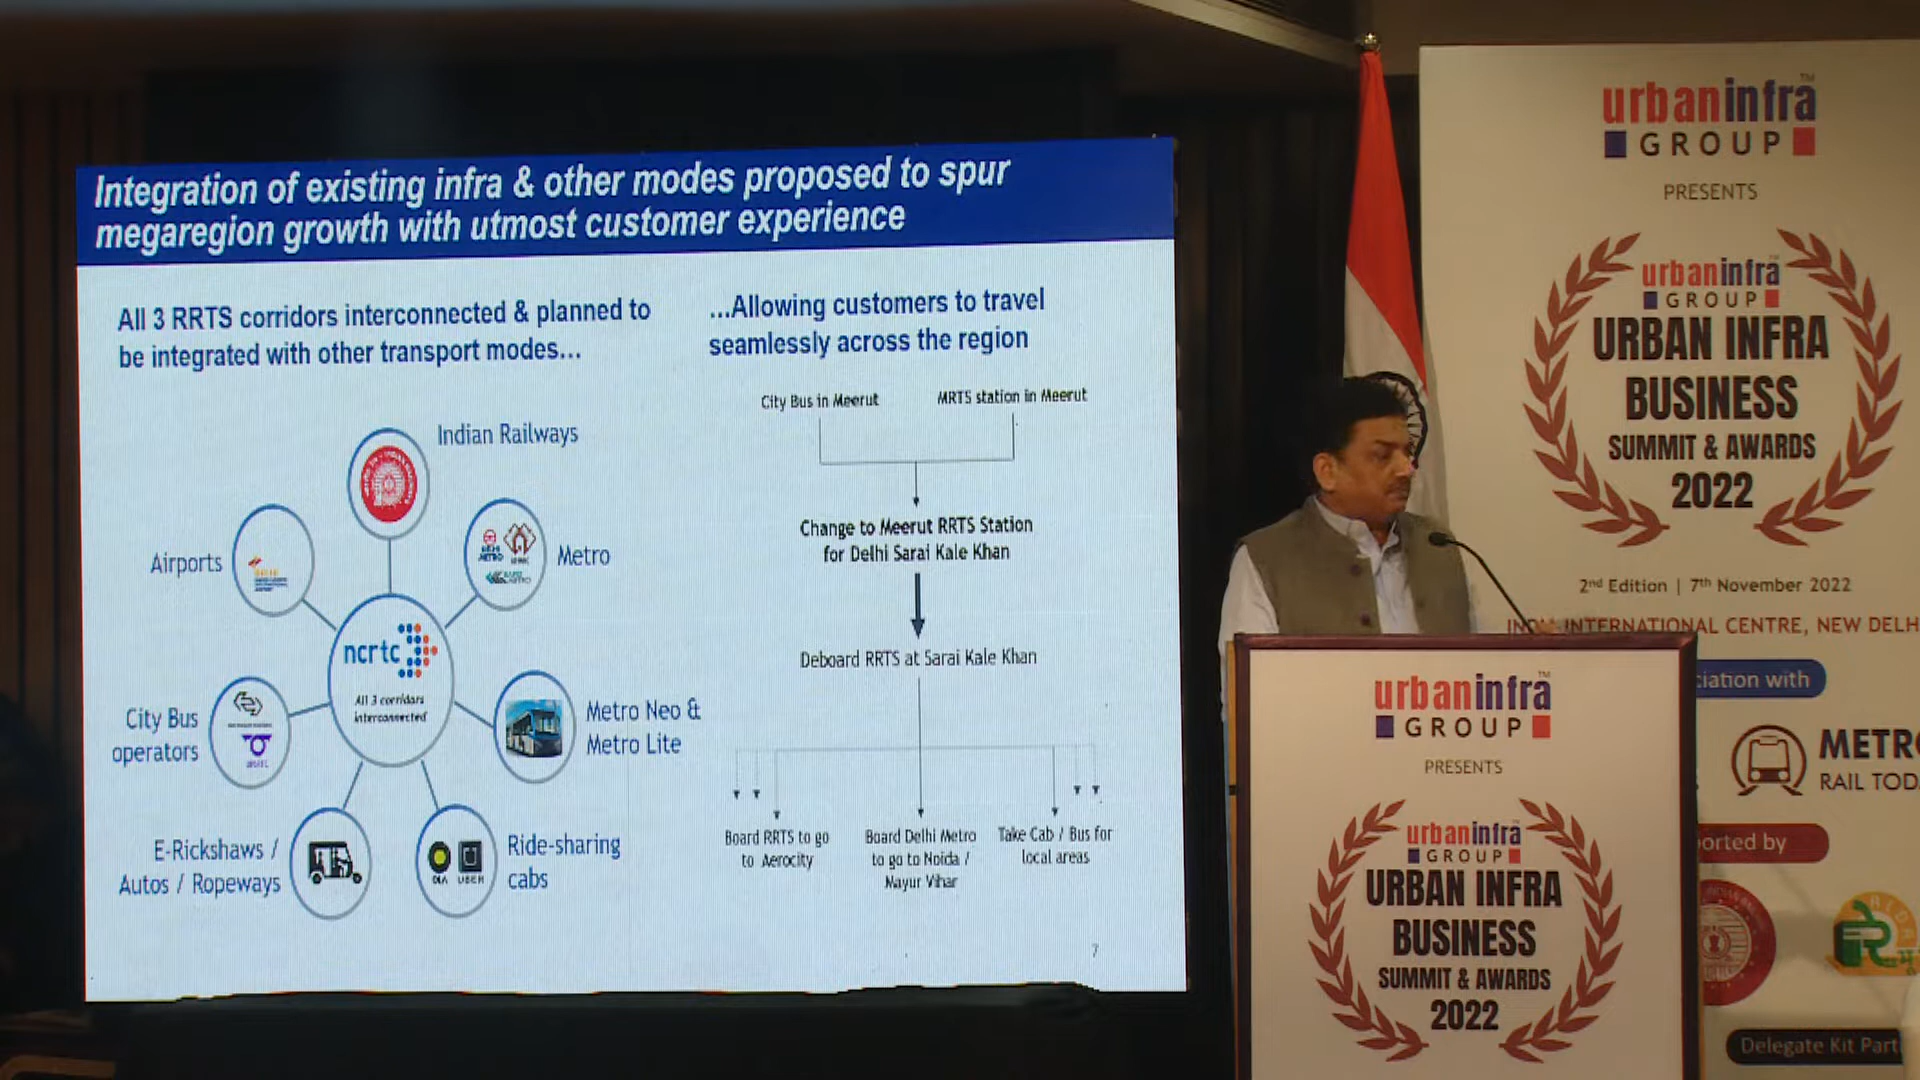 Integration of existing infra & other modes proposed to spur
megaregion growth with utmost customer experience
All 3 RRTS corridors interconnected & planned to
be integrated with other transport modes...
...Allowing customers to travel
seamlessly across the region
Indian Railways
Airports
Metro
ncrtc
All 3 corridors
interconnected
City Bus
operators
Metro Neo &
Metro Lite
E-Rickshaws /
Autos / Ropeways
OLA UBER
Ride-sharing
cabs
City Bus in Meerut
MRTS station in Meerut
Change to Meerut RRTS Station
for Delhi Sarai Kale Khan
Deboard RRTS at Sarai Kale Khan
Board RRTS to go
to Aerocity
Board Delhi Metro
to go to Noida /
Mayur Vihar
Take Cab / Bus for
local areas
7
urbaninfra™
GROUP
PRESENTS
urbaninfra
GROUP
URBAN INFRA
BUSINESS
SUMMIT & AWARDS
2022
2nd Edition | 7th November 2022
INTERNATIONAL CENTRE, NEW DELH
ciation with
METR
RAIL TOD
orted by
Delegate Kit Part
urbaninfra™
GROUP
PRESENTS
urbaninfra
GROUP
URBAN INFRA
BUSINESS
SUMMIT & AWARDS
2022